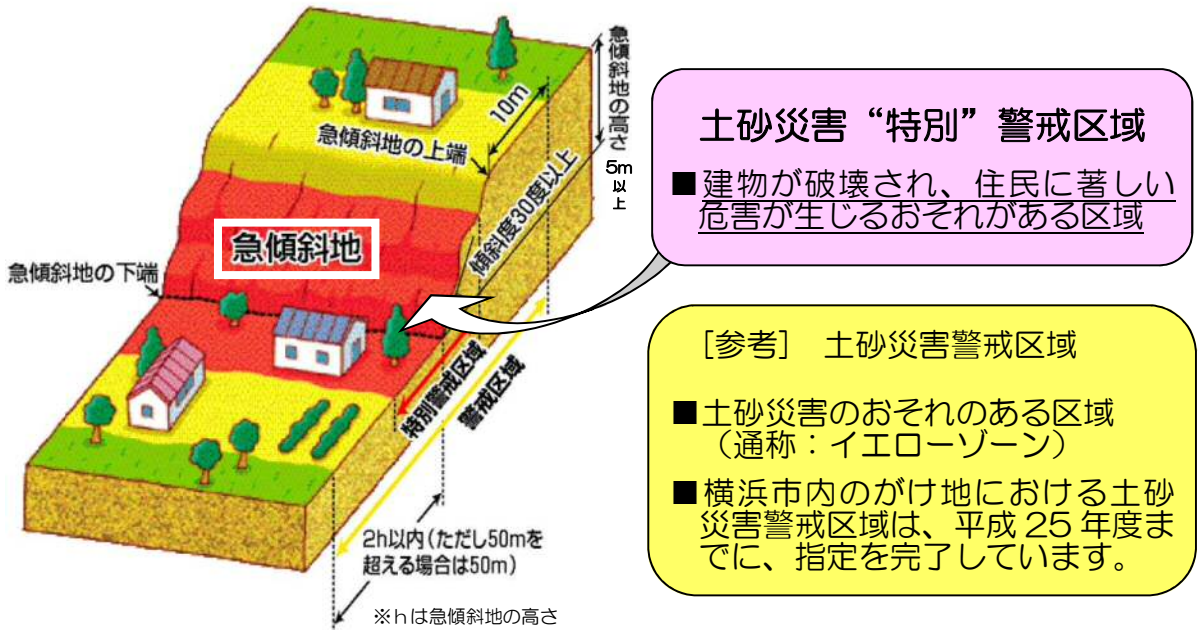 急傾斜地の高さ
5m
以
上
10m
急傾斜地の上端
傾斜度30度以上
急傾斜地
急傾斜地の下端
特別警戒区域
警戒区域
2h以内(ただし50mを
超える場合は50m)
※hは急傾斜地の高さ
土砂災害“特別”警戒区域
■建物が破壊され、住民に著しい
危害が生じるおそれがある区域
[参考] 土砂災害警戒区域
■土砂災害のおそれのある区域
(通称:イエローゾーン)
■横浜市内のがけ地における土砂
災害警戒区域は、平成25年度ま
でに、指定を完了しています。